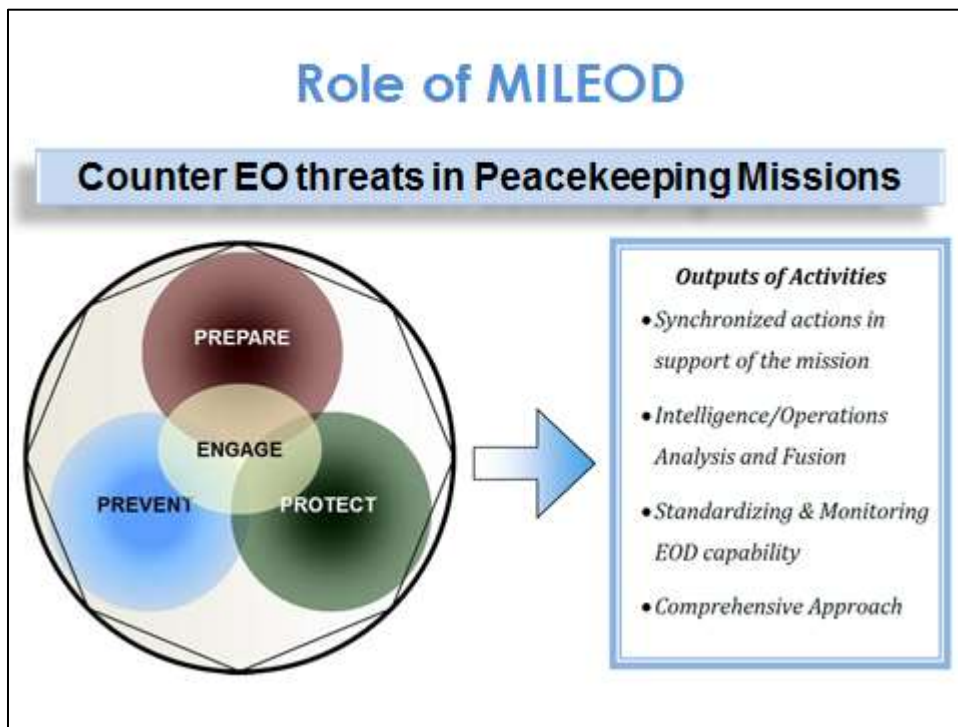 Role of MILEOD
Counter EO threats in Peacekeeping Missions
PREPARE
ENGAGE
PREVENT
PROTECT
Outputs of Activities
•Synchronized actions in
support of the mission
•Intelligence/Operations
Analysis and Fusion
•Standardizing & Monitoring
EOD capability
•Comprehensive Approach